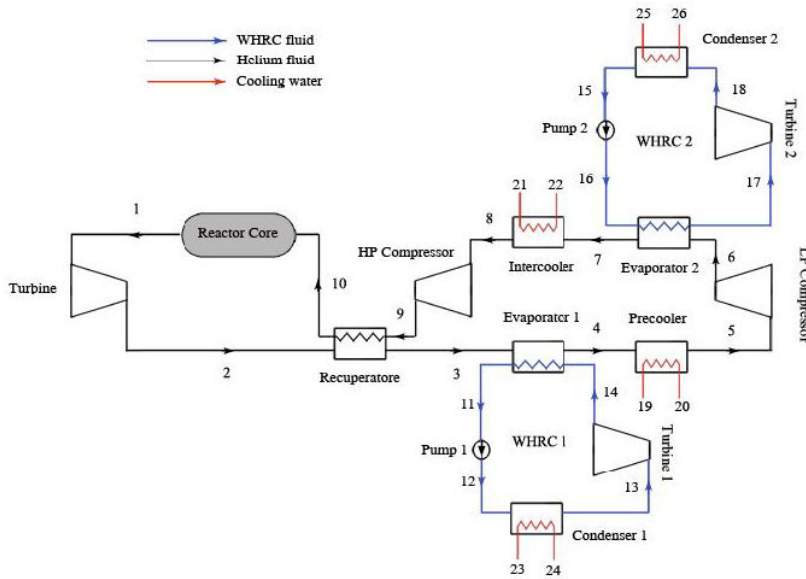 WHRC fluid
Helium fluid
Cooling water
25
26
Condenser 2
15
18
Pump 2
WHRC 2
Turbine 2
16
17
1
21
22
8
Reactor Core
HP Compressor
Intercooler
7
Evaporator 2
6
LP Compressor
Turbine
10
9
Evaporator 1
4
Precooler
5
2
Recuperatore
3
14
19
20
11
Pump 1
WHRC 1
Turbine 1
12
13
Condenser 1
23
24